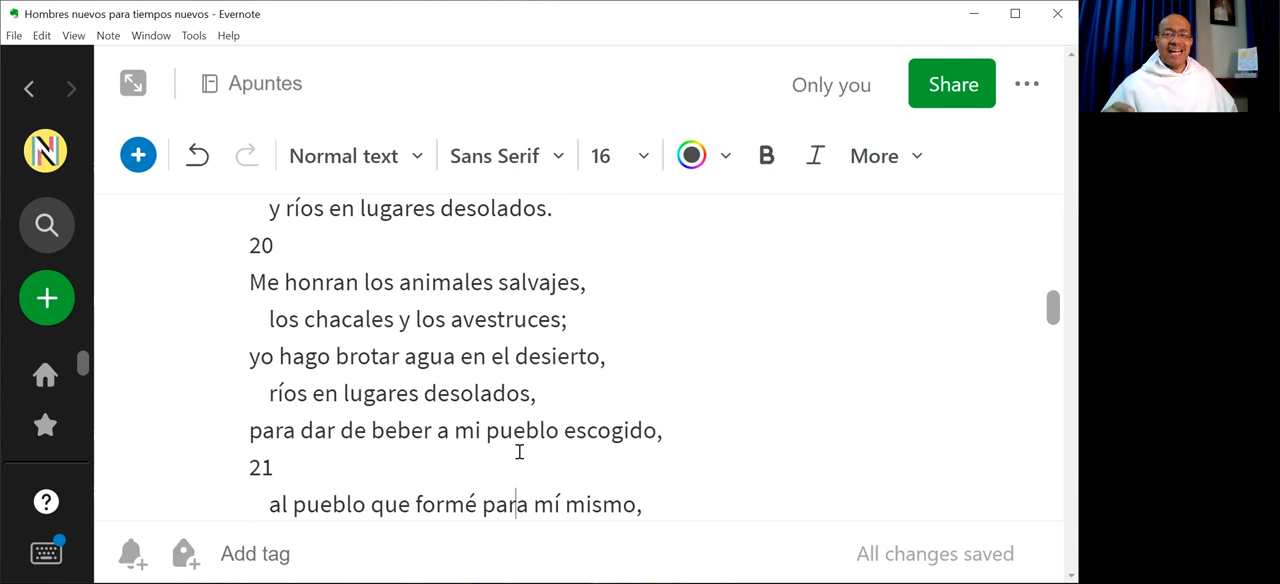 Hombres nuevos para tiempos nuevos - Evernote
File Edit View Note Window Tools Help
Apuntes
Only you
Share
Normal text
Sans Serif
16
B
I
More
y ríos en lugares desolados.
20
Me honran los animales salvajes,
los chacales y los avestruces;
yo hago brotar agua en el desierto,
ríos en lugares desolados,
para dar de beber a mi pueblo escogido,
21
al pueblo que formé para mí mismo,
Add tag
All changes saved